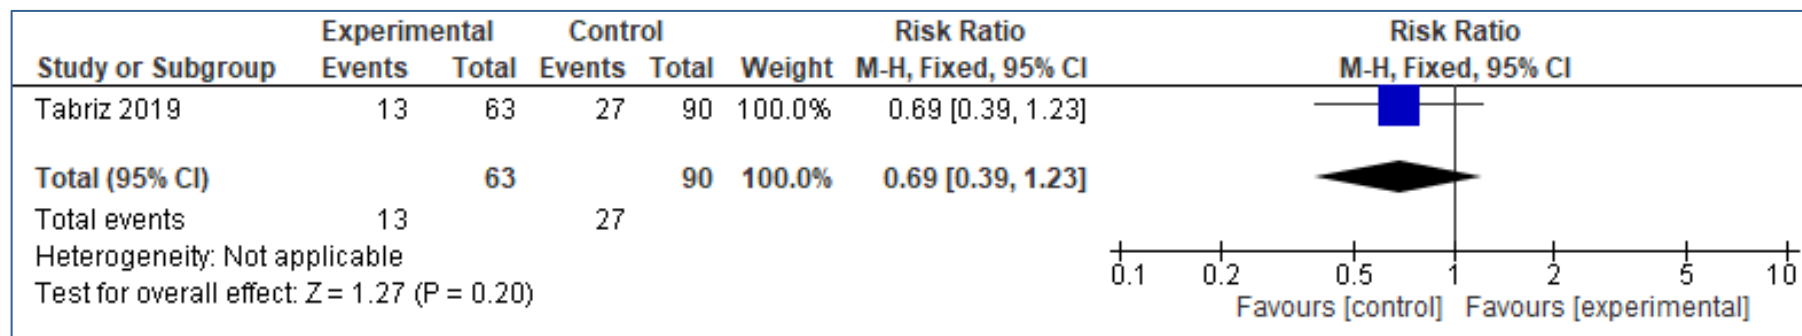 Experimental Control Risk Ratio Risk Ratio
Study or Subgroup Events Total Events Total Weight M-H, Fixed, 95% CI M-H, Fixed, 95% CI
Tabriz 2019 13 63 27 90 100.0% 0.69 [0.39, 1.23]
Total (95% CI) 63 90 100.0% 0.69 [0.39, 1.23]
Total events 13 27
Heterogeneity: Not applicable
Test for overall effect: Z = 1.27 (P = 0.20)
0.1 0.2 0.5 1 2 5 10
Favours [control] Favours [experimental]